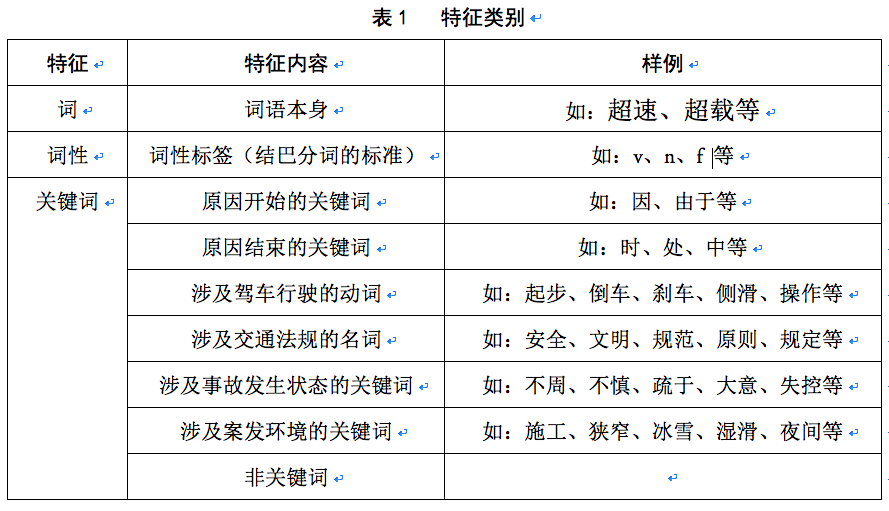 表1 特征类别
特征 特征内容 样例
词 词语本身 如：超速、超载等
词性 词性标签（结巴分词的标准） 如：v、n、f 等
关键词 原因开始的关键词 如：因、由于等
原因结束的关键词 如：时、处、中等
涉及驾车行驶的动词 如：起步、倒车、刹车、侧滑、操作等
涉及交通法规的名词 如：安全、文明、规范、原则、规定等
涉及事故发生状态的关键词 如：不周、不慎、疏于、大意、失控等
涉及案发环境的关键词 如：施工、狭窄、冰雪、湿滑、夜间等
非关键词